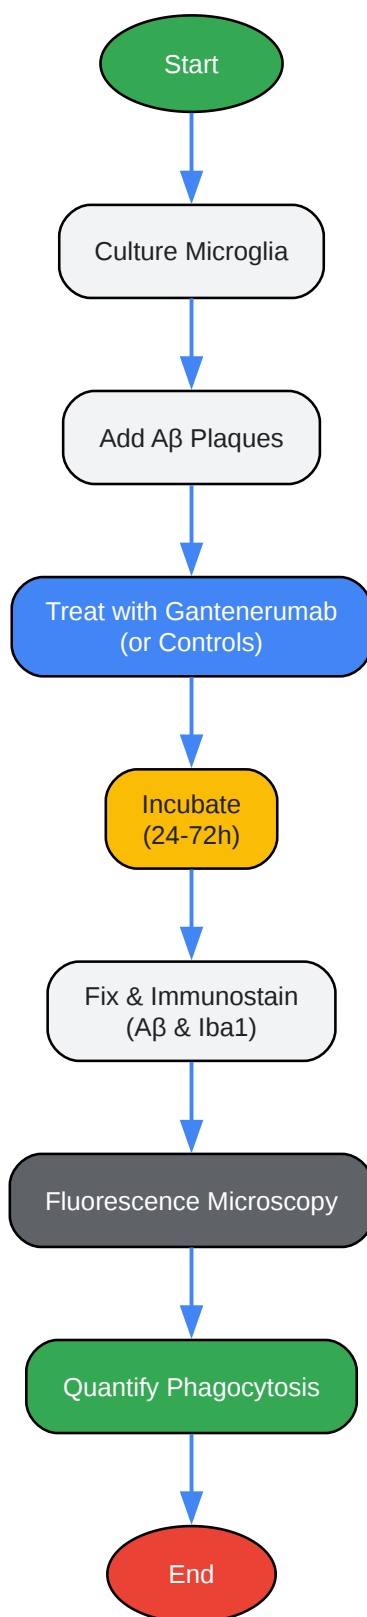 Start
Culture Microglia
Add Aβ Plaques
Treat with Gantenerumab
(or Controls)
Incubate
(24-72h)
Fix & Immunostain
(Aβ & Iba1)
Fluorescence Microscopy
Quantify Phagocytosis
End